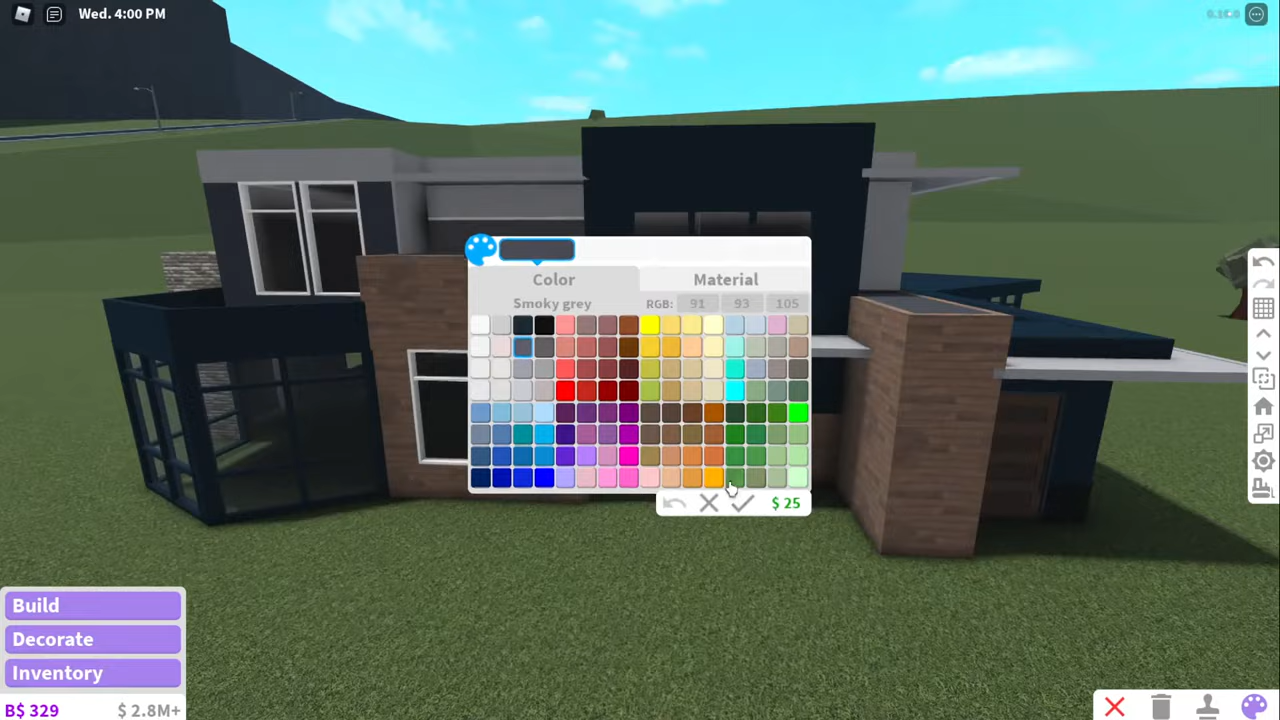 Wed. 4:00 PM
Color
Material
Smoky grey
RGB: 91 93 105
$ 25
Build
Decorate
Inventory
B$ 329
$ 2.8M+